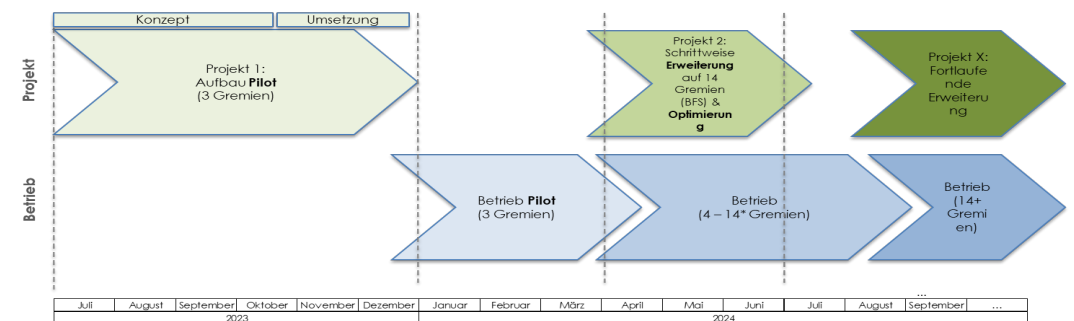 Konzept
Umsetzung
Projekt
Projekt 1:
Aufbau Pilot
(3 Gremien)
Projekt 2:
Schrittweise
Erweiterung
auf 14
Gremien
(BFS) &
Optimierun
g
Projekt X:
Fortlaufe
nde
Erweiteru
ng
Betrieb
Betrieb Pilot
(3 Gremien)
Betrieb
(4 – 14* Gremien)
Betrieb
(14+
Gremi
en)
...
Juli August September Oktober November Dezember Januar Februar März April Mai Juni Juli August September ...
2023 2024